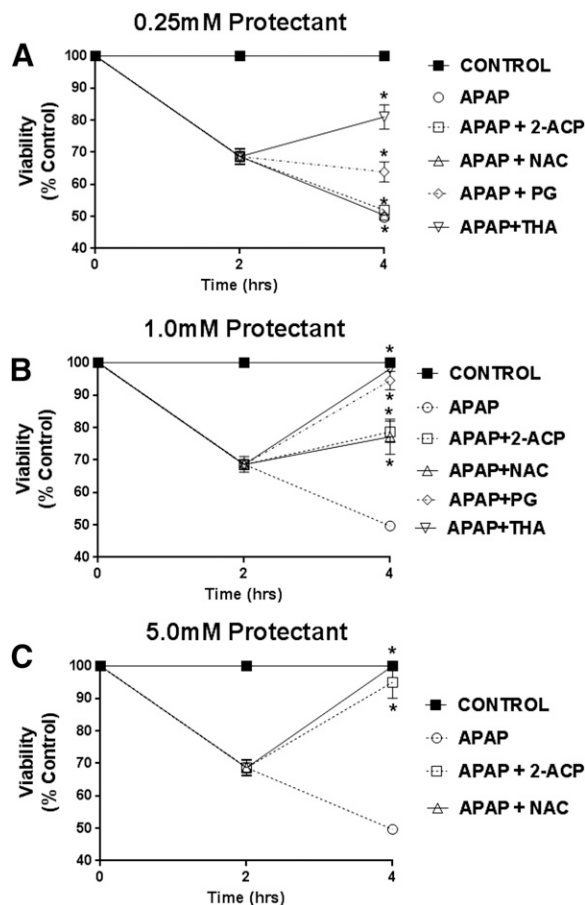 0.25mM Protectant
A
100
90
80
70
60
50
40
0
2
4
Viability
(% Control)
Time (hrs)
*
*
*
*
CONTROL
APAP
APAP + 2-ACP
APAP + NAC
APAP + PG
APAP+THA
1.0mM Protectant
B
100
90
80
70
60
50
40
0
2
4
Viability
(% Control)
Time (hrs)
*
*
*
*
CONTROL
APAP
APAP+2-ACP
APAP+NAC
APAP+PG
APAP+THA
5.0mM Protectant
C
100
90
80
70
60
50
40
0
2
4
Viability
(% Control)
Time (hrs)
*
*
CONTROL
APAP
APAP + 2-ACP
APAP + NAC